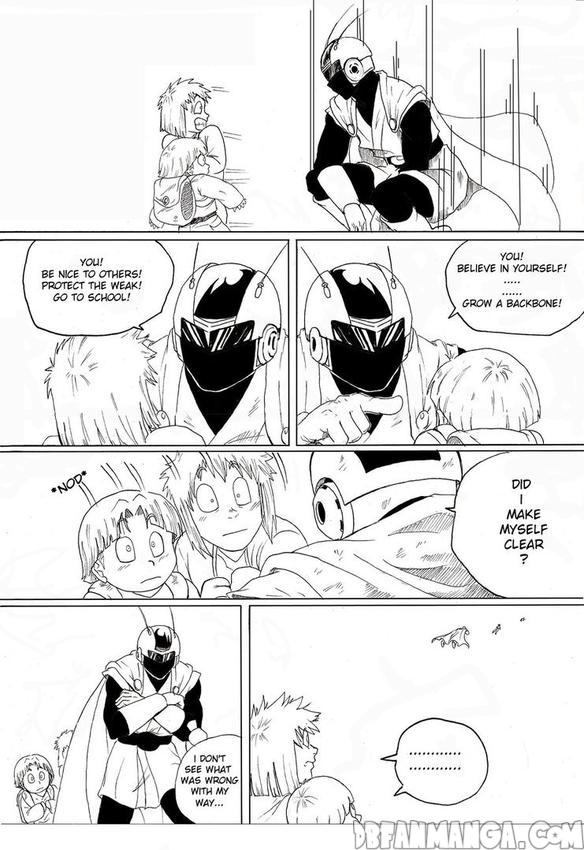 YOU!
BE NICE TO OTHERS!
PROTECT THE WEAK!
GO TO SCHOOL!
YOU!
BELIEVE IN YOURSELF!
.....
......
GROW A BACKBONE!
*NOD*
DID
I
MAKE
MYSELF
CLEAR
?
I DON'T
SEE WHAT
WAS WRONG
WITH MY
WAY...
............
............
DBFANMANGA.COM